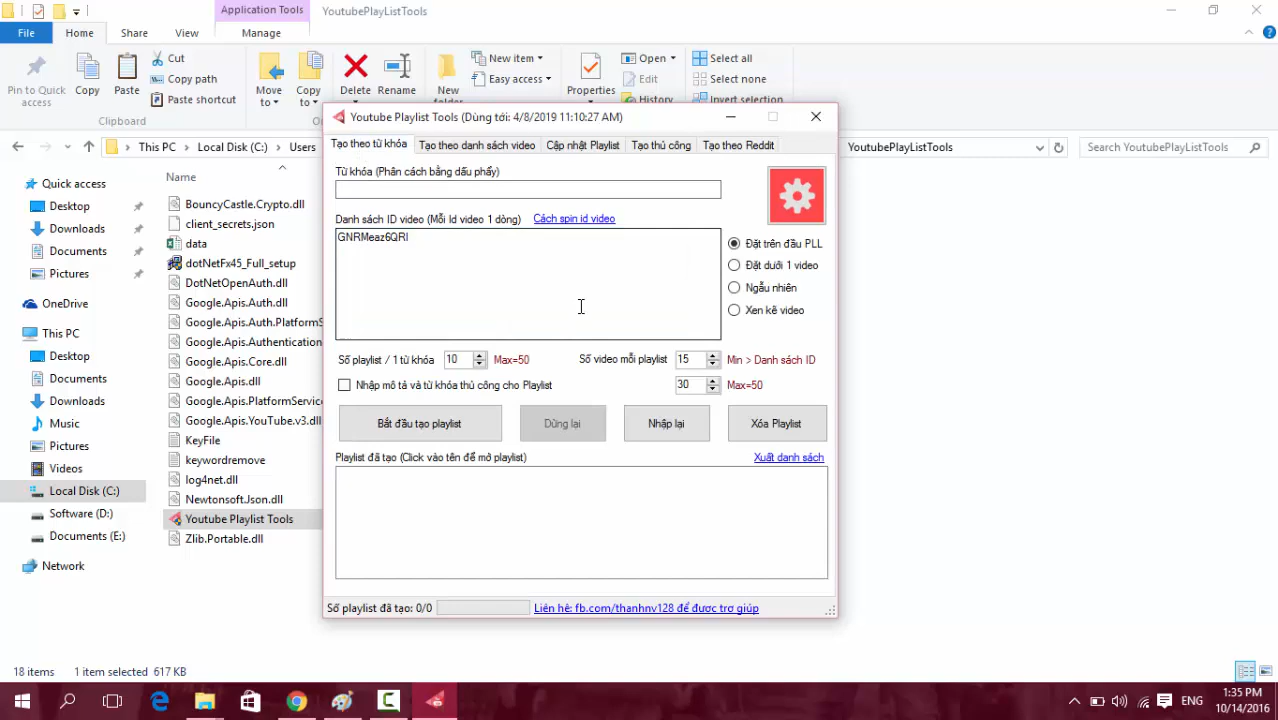 Application Tools
YoutubePlayListTools
File
Home
Share
View
Manage
Pin to Quick access
Copy
Paste
Cut
Copy path
Paste shortcut
Clipboard
Move to
Copy to
Delete
Rename
New
New item
Easy access
Properties
Open
Edit
History
Select all
Select none
Invert selection
This PC
Local Disk (C:)
Users
YoutubePlayListTools
Search YoutubePlayListTools
Quick access
Desktop
Downloads
Documents
Pictures
OneDrive
This PC
Desktop
Documents
Downloads
Music
Pictures
Videos
Local Disk (C:)
Software (D:)
Documents (E:)
Network
Name
BouncyCastle.Crypto.dll
client_secrets.json
data
dotNetFx45_Full_setup
DotNetOpenAuth.dll
Google.Apis.Auth.dll
Google.Apis.Auth.PlatformS
Google.Apis.Authentication
Google.Apis.Core.dll
Google.Apis.dll
Google.Apis.PlatformService
Google.Apis.YouTube.v3.dll
KeyFile
keywordremove
log4net.dll
Newtonsoft.Json.dll
Youtube Playlist Tools
Zlib.Portable.dll
Youtube Playlist Tools (Dùng tới: 4/8/2019 11:10:27 AM)
Tạo theo từ khóa
Tạo theo danh sách video
Cập nhật Playlist
Tạo thủ công
Tạo theo Reddit
Từ khóa (Phân cách bằng dấu phẩy)
Danh sách ID video (Mỗi Id video 1 dòng)
Cách spin id video
GNRMeaz6QRI
Đặt trên đầu PLL
Đặt dưới 1 video
Ngẫu nhiên
Xen kẽ video
Số playlist / 1 từ khóa
10
Max=50
Số video mỗi playlist
15
Min > Danh sách ID
Nhập mô tả và từ khóa thủ công cho Playlist
30
Max=50
Bắt đầu tạo playlist
Dừng lại
Nhập lại
Xóa Playlist
Playlist đã tạo (Click vào tên để mở playlist)
Xuất danh sách
Số playlist đã tạo: 0/0
Liên hê: fb.com/thanhnv128 để được trợ giúp
18 items
1 item selected 617 KB
ENG
1:35 PM
10/14/2016